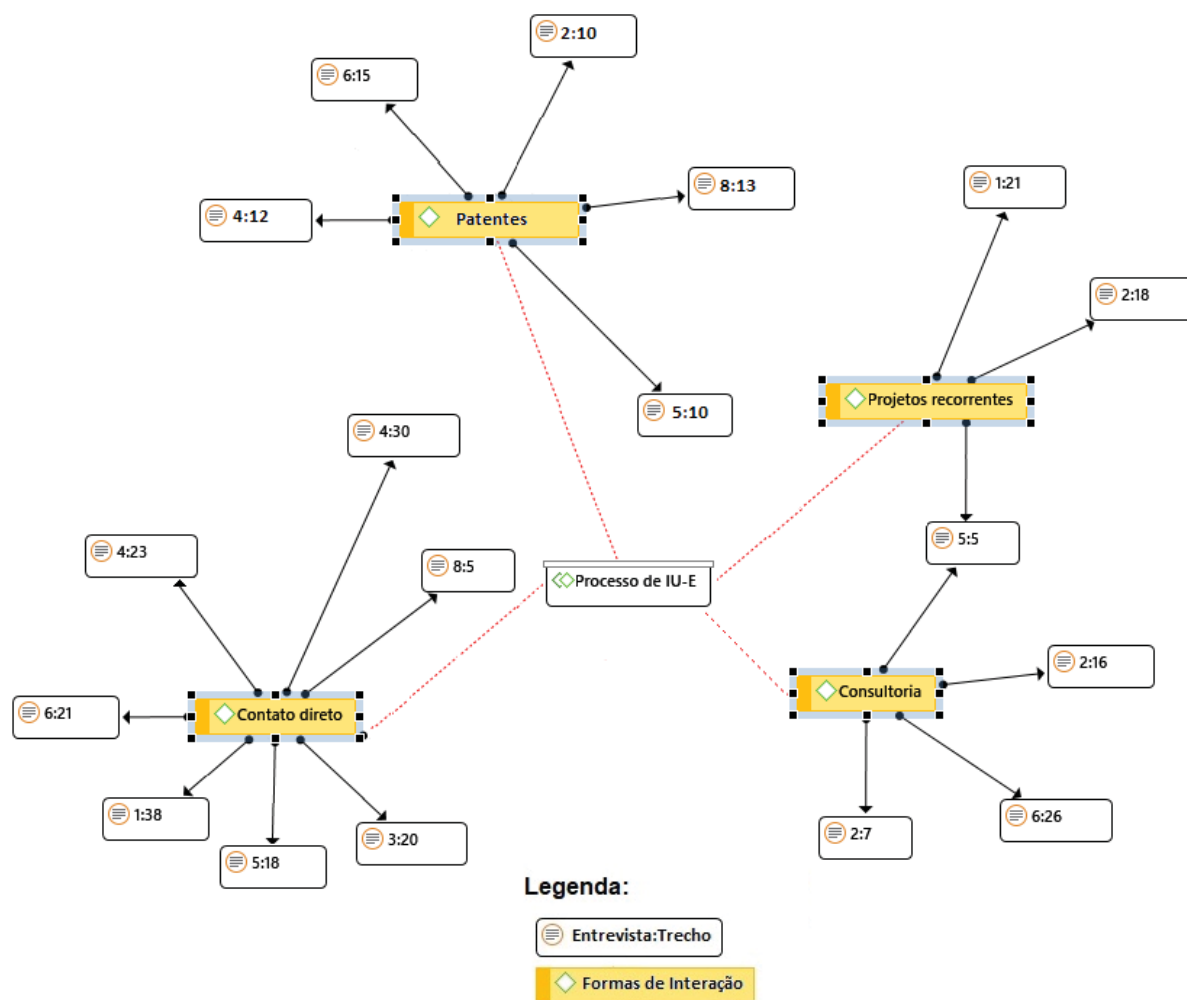 2:10
6:15
8:13
1:21
4:12
Patentes
2:18
Projetos recorrentes
5:10
4:30
5:5
4:23
8:5
Processo de IU-E
2:16
Consultoria
6:21
Contato direto
1:38
3:20
5:18
2:7
6:26
Legenda:
Entrevista:Trecho
Formas de Interação